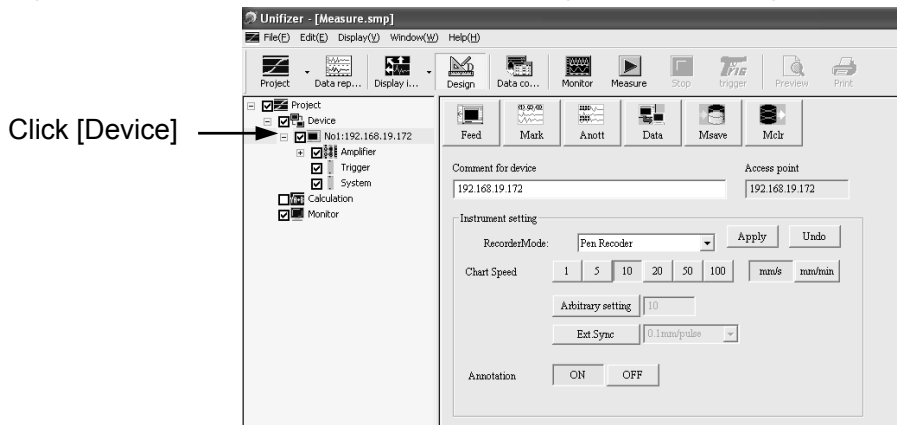 Unifizer - [Measure.smp]
File(F) Edit(E) Display(V) Window(W) Help(H)
Project Data rep... Display i... Design Data co... Monitor Measure Stop trigger Preview Print
Click [Device]
Project
Device
No1:192.168.19.172
Amplifier
Trigger
System
Calculation
Monitor
Feed Mark Anott Data Msave Mclr
Comment for device Access point
192.168.19.172 192.168.19.172
Instrument setting
RecorderMode: Pen Recoder Apply Undo
Chart Speed 1 5 10 20 50 100 mm/s mm/min
Arbitrary setting 10
Ext.Sync 0.1mm/pulse
Annotation ON OFF